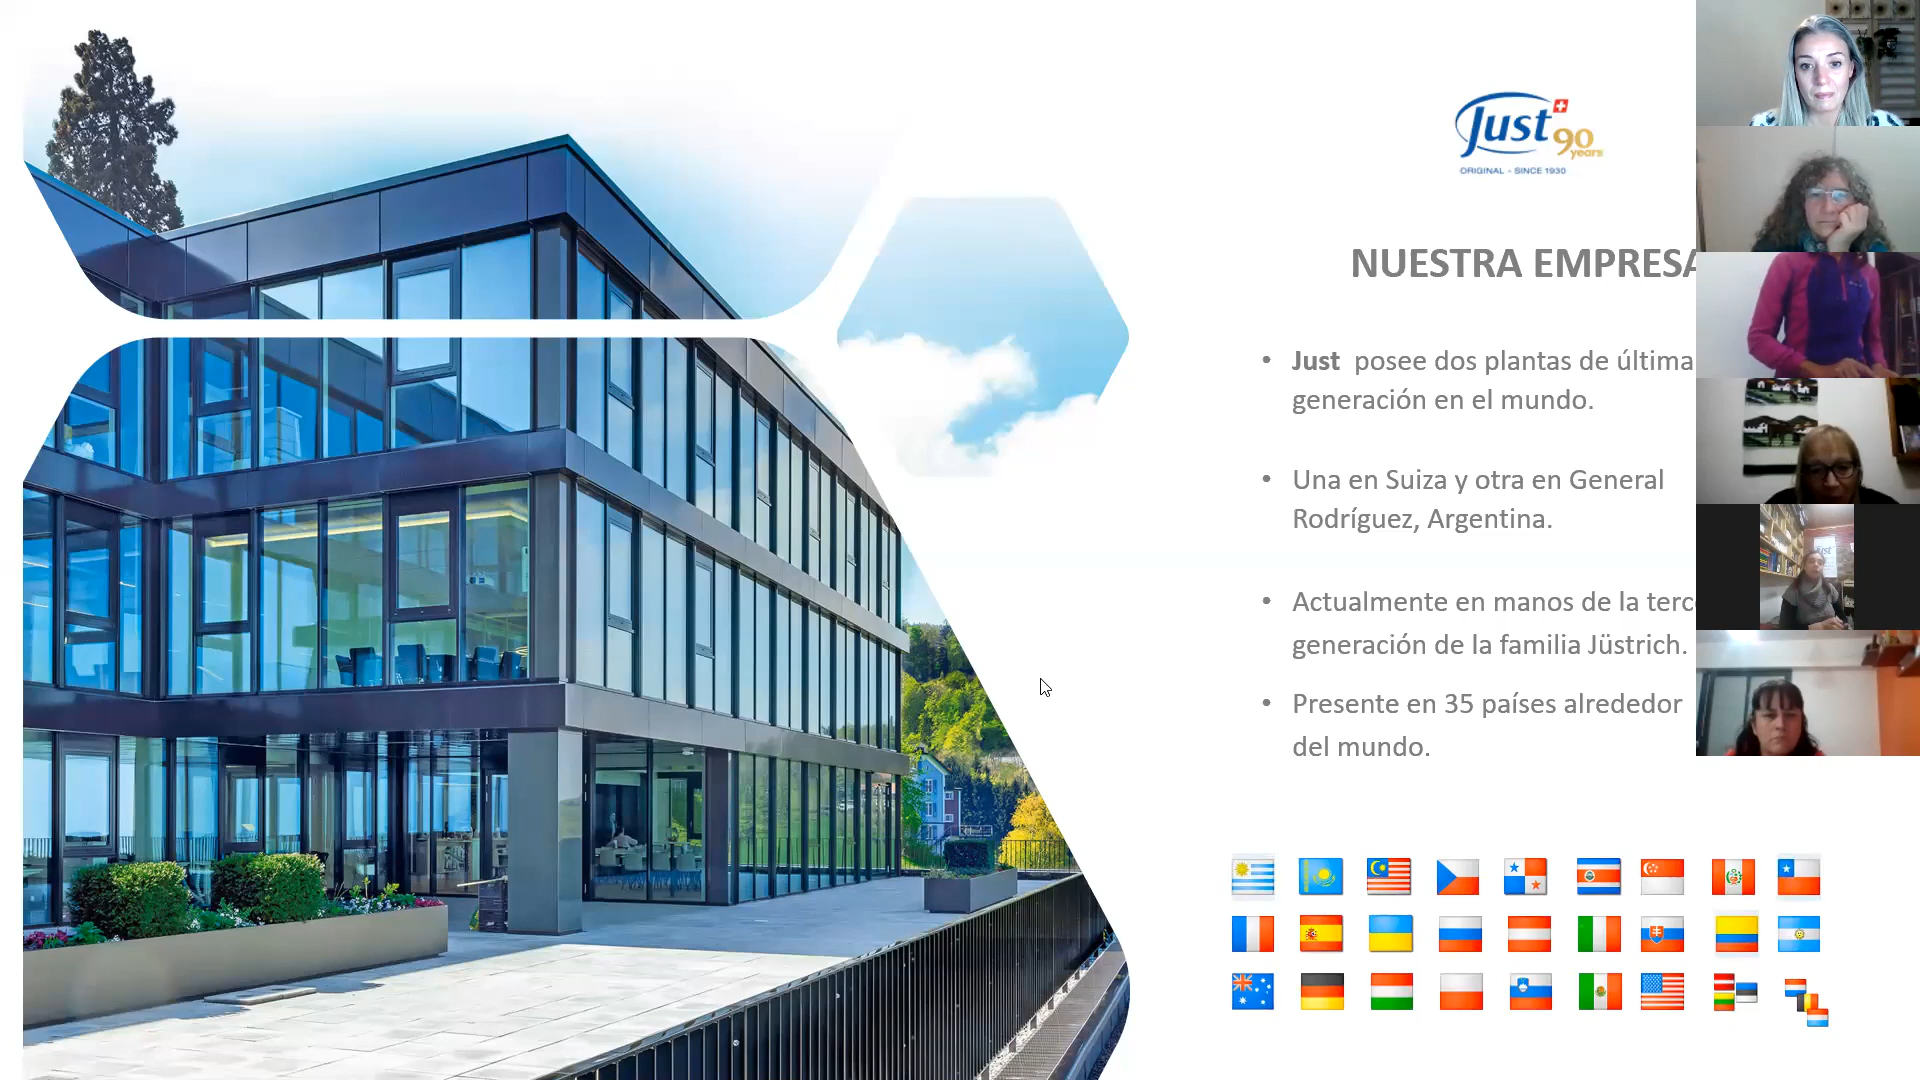 Just 90 years
ORIGINAL - SINCE 1930
NUESTRA EMPRESA
• Just posee dos plantas de última
generación en el mundo.
• Una en Suiza y otra en General
Rodríguez, Argentina.
• Actualmente en manos de la terc
generación de la familia Jüstrich.
• Presente en 35 países alrededor
del mundo.
Just